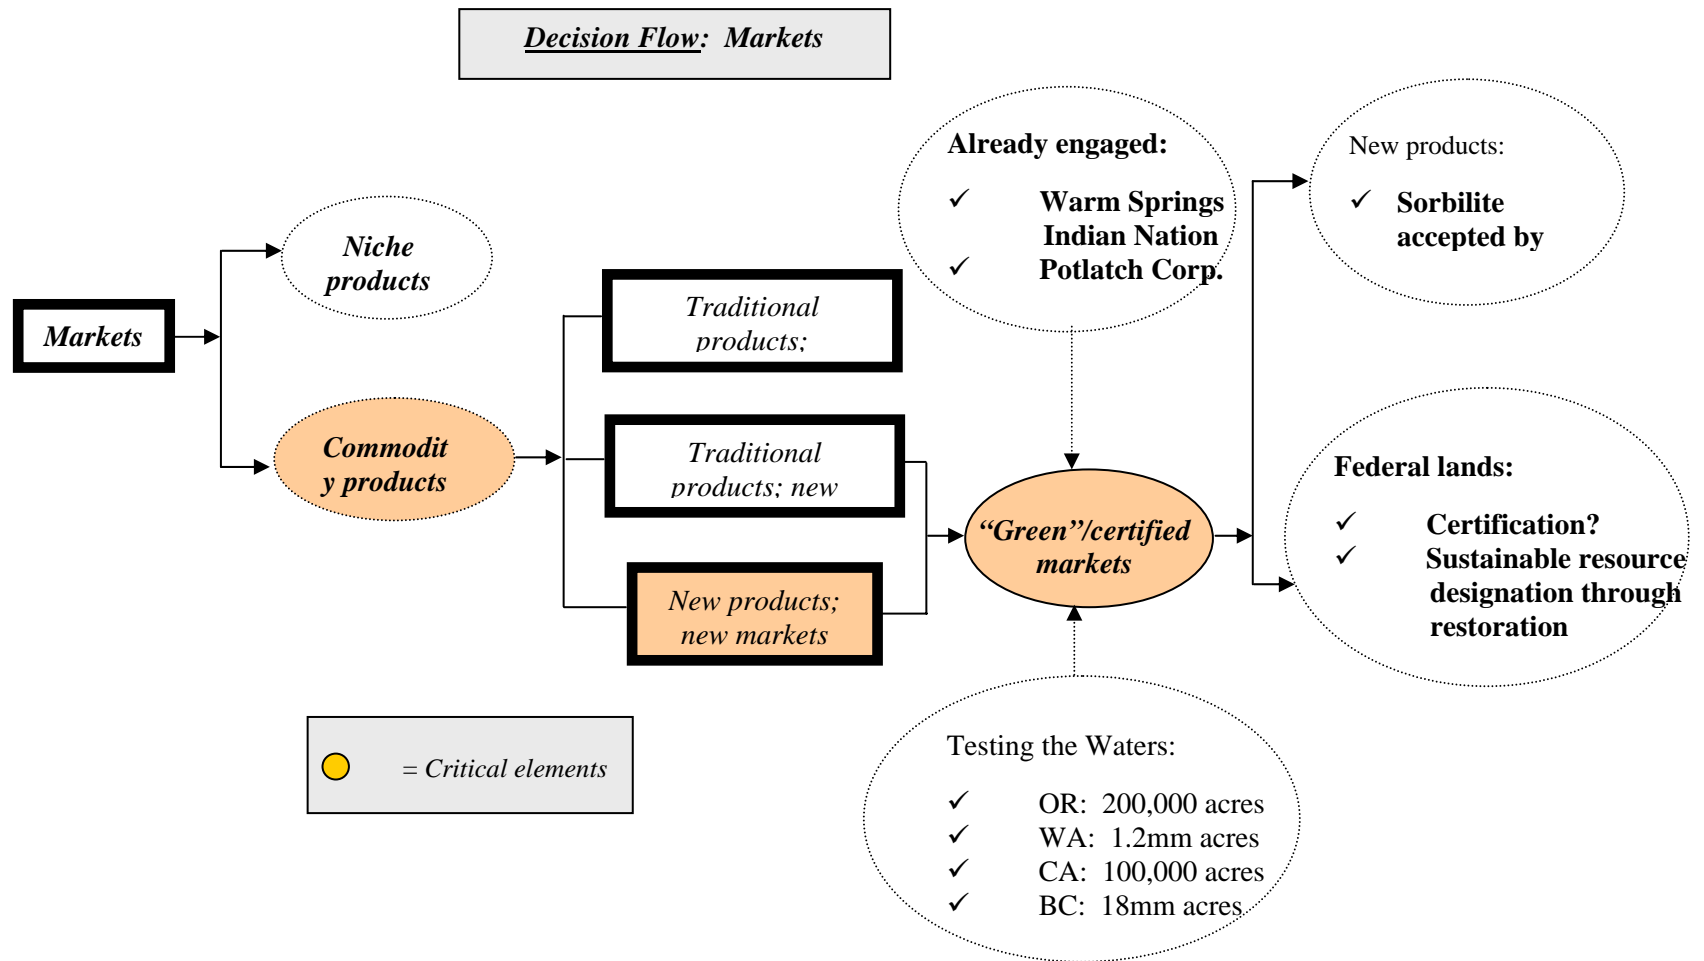 Decision Flow: Markets
Already engaged:
✓ Warm Springs
Indian Nation
✓ Potlatch Corp.
New products:
✓ Sorbilite
accepted by
Niche
products
Markets
Traditional
products;
Commodit
y products
Traditional
products; new
New products;
new markets
“Green”/certified
markets
Federal lands:
✓ Certification?
✓ Sustainable resource
designation through
restoration
= Critical elements
Testing the Waters:
✓ OR: 200,000 acres
✓ WA: 1.2mm acres
✓ CA: 100,000 acres
✓ BC: 18mm acres